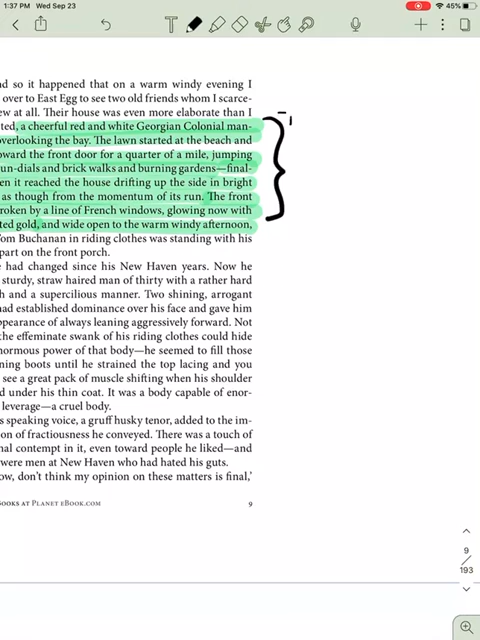 1:37 PM Wed Sep 23
45%
nd so it happened that on a warm windy evening I
over to East Egg to see two old friends whom I scarce-
ew at all. Their house was even more elaborate than I
ted, a cheerful red and white Georgian Colonial man-
overlooking the bay. The lawn started at the beach and
oward the front door for a quarter of a mile, jumping
un-dials and brick walks and burning gardens—final-
en it reached the house drifting up the side in bright
as though from the momentum of its run. The front
roken by a line of French windows, glowing now with
ted gold, and wide open to the warm windy afternoon,
om Buchanan in riding clothes was standing with his
part on the front porch.
e had changed since his New Haven years. Now he
sturdy, straw haired man of thirty with a rather hard
h and a supercilious manner. Two shining, arrogant
had established dominance over his face and gave him
ppearance of always leaning aggressively forward. Not
the effeminate swank of his riding clothes could hide
normous power of that body—he seemed to fill those
ning boots until he strained the top lacing and you
see a great pack of muscle shifting when his shoulder
d under his thin coat. It was a body capable of enor-
leverage—a cruel body.
s speaking voice, a gruff husky tenor, added to the im-
on of fractiousness he conveyed. There was a touch of
nal contempt in it, even toward people he liked—and
were men at New Haven who had hated his guts.
ow, don't think my opinion on these matters is final,'
ooks at Planet eBook.com
9
9
193